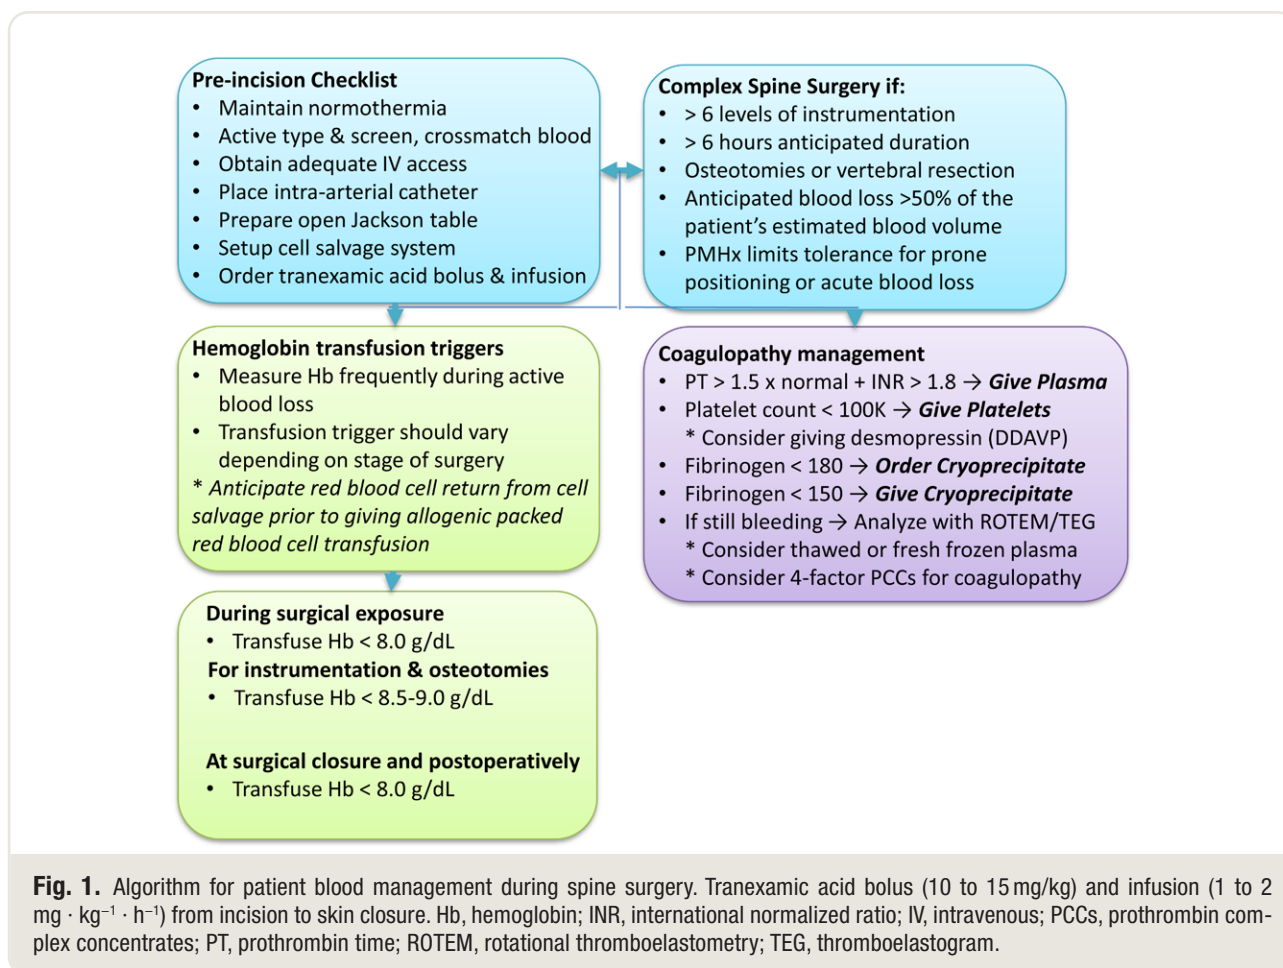 Pre-incision Checklist
• Maintain normothermia
• Active type & screen, crossmatch blood
• Obtain adequate IV access
• Place intra-arterial catheter
• Prepare open Jackson table
• Setup cell salvage system
• Order tranexamic acid bolus & infusion
Complex Spine Surgery if:
• > 6 levels of instrumentation
• > 6 hours anticipated duration
• Osteotomies or vertebral resection
• Anticipated blood loss >50% of the
patient’s estimated blood volume
• PMHx limits tolerance for prone
positioning or acute blood loss
Hemoglobin transfusion triggers
• Measure Hb frequently during active
blood loss
• Transfusion trigger should vary
depending on stage of surgery
* Anticipate red blood cell return from cell
salvage prior to giving allogenic packed
red blood cell transfusion
Coagulopathy management
• PT > 1.5 x normal + INR > 1.8 → Give Plasma
• Platelet count < 100K → Give Platelets
* Consider giving desmopressin (DDAVP)
• Fibrinogen < 180 → Order Cryoprecipitate
• Fibrinogen < 150 → Give Cryoprecipitate
• If still bleeding → Analyze with ROTEM/TEG
* Consider thawed or fresh frozen plasma
* Consider 4-factor PCCs for coagulopathy
During surgical exposure
• Transfuse Hb < 8.0 g/dL
For instrumentation & osteotomies
• Transfuse Hb < 8.5-9.0 g/dL
At surgical closure and postoperatively
• Transfuse Hb < 8.0 g/dL
Fig. 1. Algorithm for patient blood management during spine surgery. Tranexamic acid bolus (10 to 15 mg/kg) and infusion (1 to 2
mg · kg⁻¹ · h⁻¹) from incision to skin closure. Hb, hemoglobin; INR, international normalized ratio; IV, intravenous; PCCs, prothrombin com-
plex concentrates; PT, prothrombin time; ROTEM, rotational thromboelastometry; TEG, thromboelastogram.